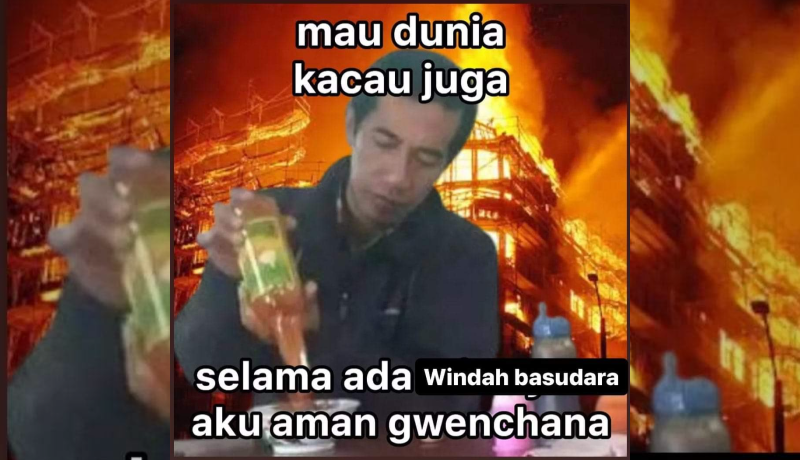 mau dunia
kacau juga
selama ada Windah basudara
aku aman gwenchana